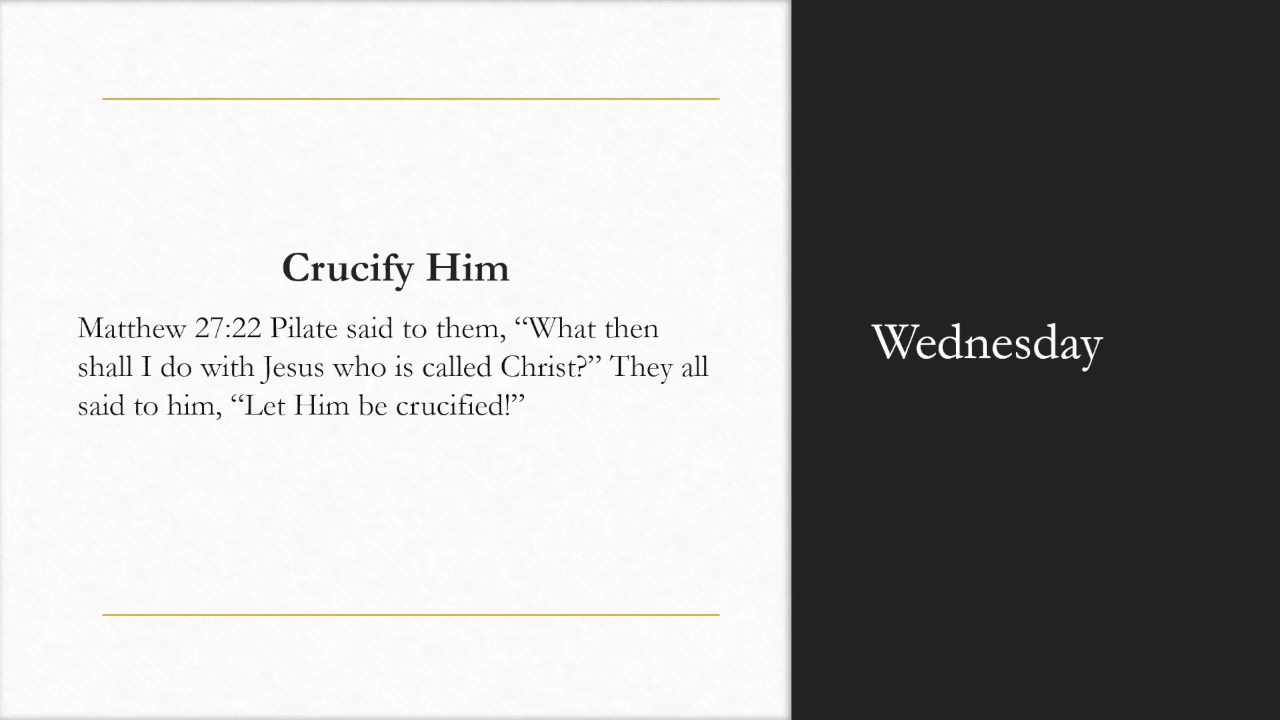 Crucify Him
Matthew 27:22 Pilate said to them, “What then
shall I do with Jesus who is called Christ?” They all
said to him, “Let Him be crucified!”
Wednesday